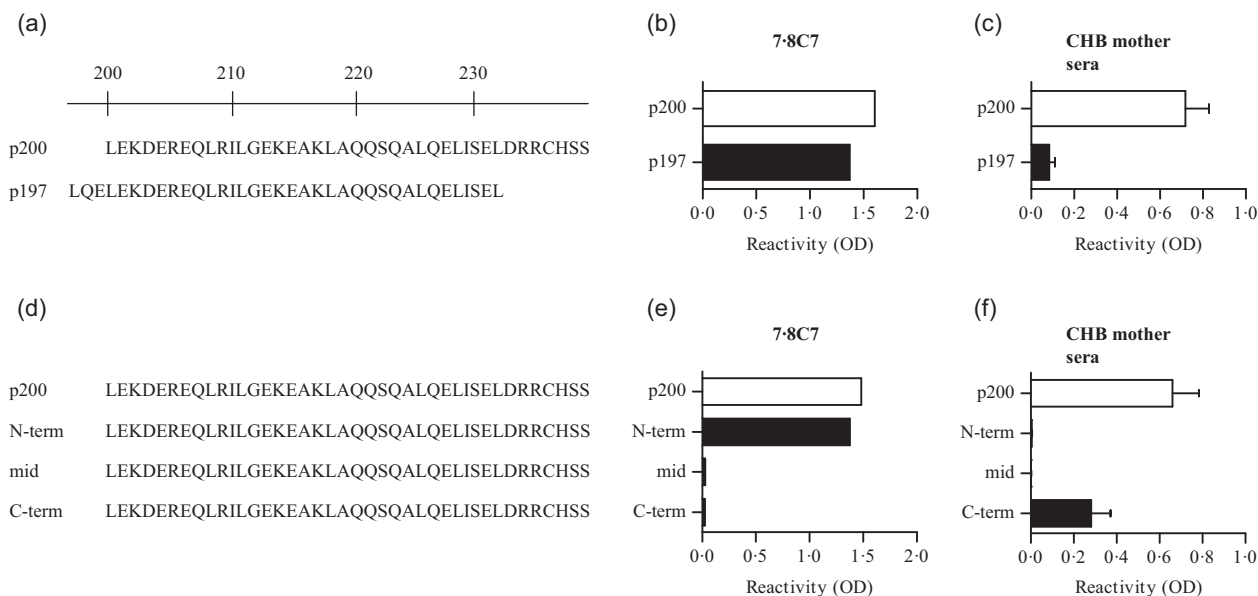 (a)
200 210 220 230
p200 LEKDEREQLRILGEKEAKLAQQSQALQELISELDRRCHSS
p197 LQELEKDEREQLRILGEKEAKLAQQSQALQELISEL
(b)
7·8C7
p200
p197
0·0 0·5 1·0 1·5 2·0
Reactivity (OD)
(c)
CHB mother
sera
p200
p197
0·0 0·2 0·4 0·6 0·8 1·0
Reactivity (OD)
(d)
p200 LEKDEREQLRILGEKEAKLAQQSQALQELISELDRRCHSS
N-term LEKDEREQLRILGEKEAKLAQQSQALQELISELDRRCHSS
mid LEKDEREQLRILGEKEAKLAQQSQALQELISELDRRCHSS
C-term LEKDEREQLRILGEKEAKLAQQSQALQELISELDRRCHSS
(e)
7·8C7
p200
N-term
mid
C-term
0·0 0·5 1·0 1·5 2·0
Reactivity (OD)
(f)
CHB mother
sera
p200
N-term
mid
C-term
0·0 0·2 0·4 0·6 0·8 1·0
Reactivity (OD)